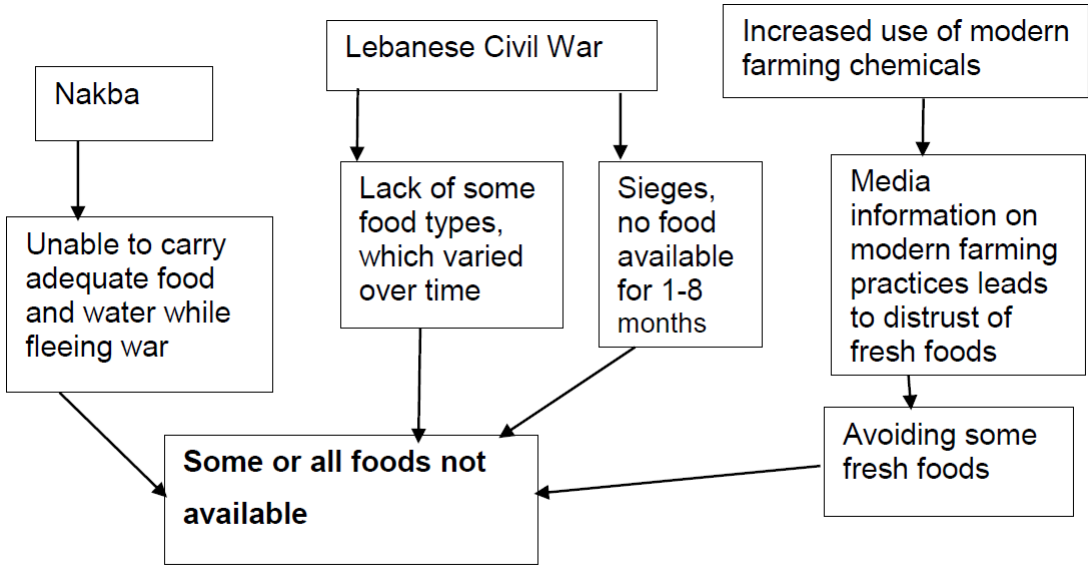 Nakba
Lebanese Civil War
Increased use of modern
farming chemicals
Unable to carry
adequate food
and water while
fleeing war
Lack of some
food types,
which varied
over time
Sieges,
no food
available
for 1-8
months
Media
information on
modern farming
practices leads
to distrust of
fresh foods
Some or all foods not
available
Avoiding some
fresh foods